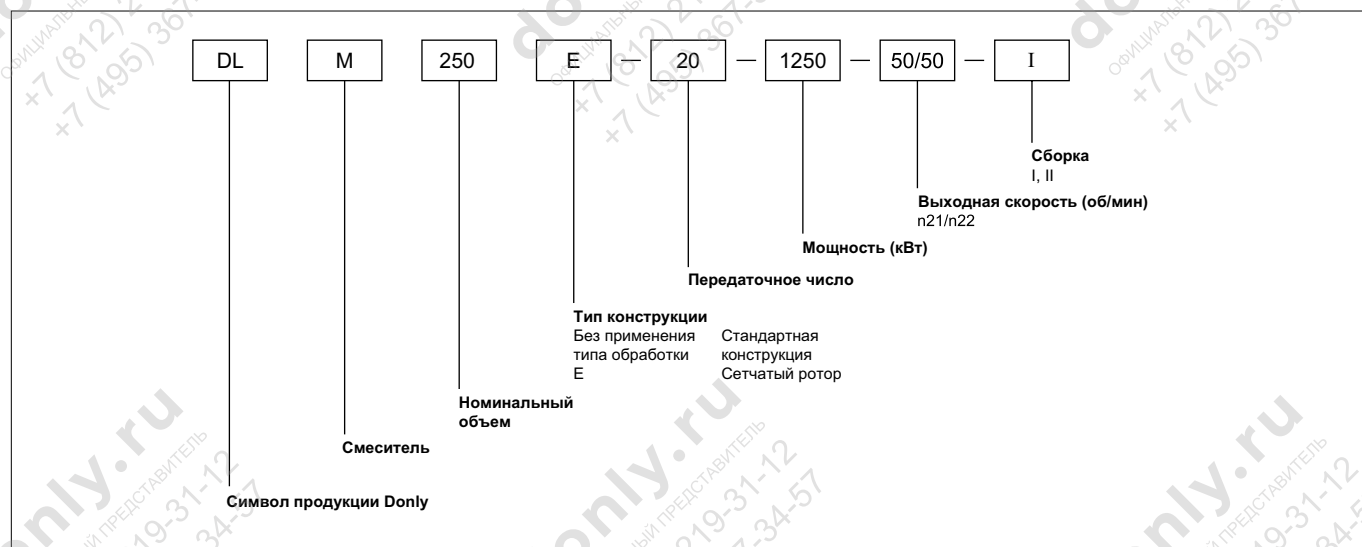 DL M 250 E — 20 — 1250 — 50/50 — I
Сборка
I, II
Выходная скорость (об/мин)
n21/n22
Мощность (кВт)
Передаточное число
Тип конструкции
Без применения Стандартная
типа обработки конструкция
E Сетчатый ротор
Номинальный
объем
Смеситель
Символ продукции Donly